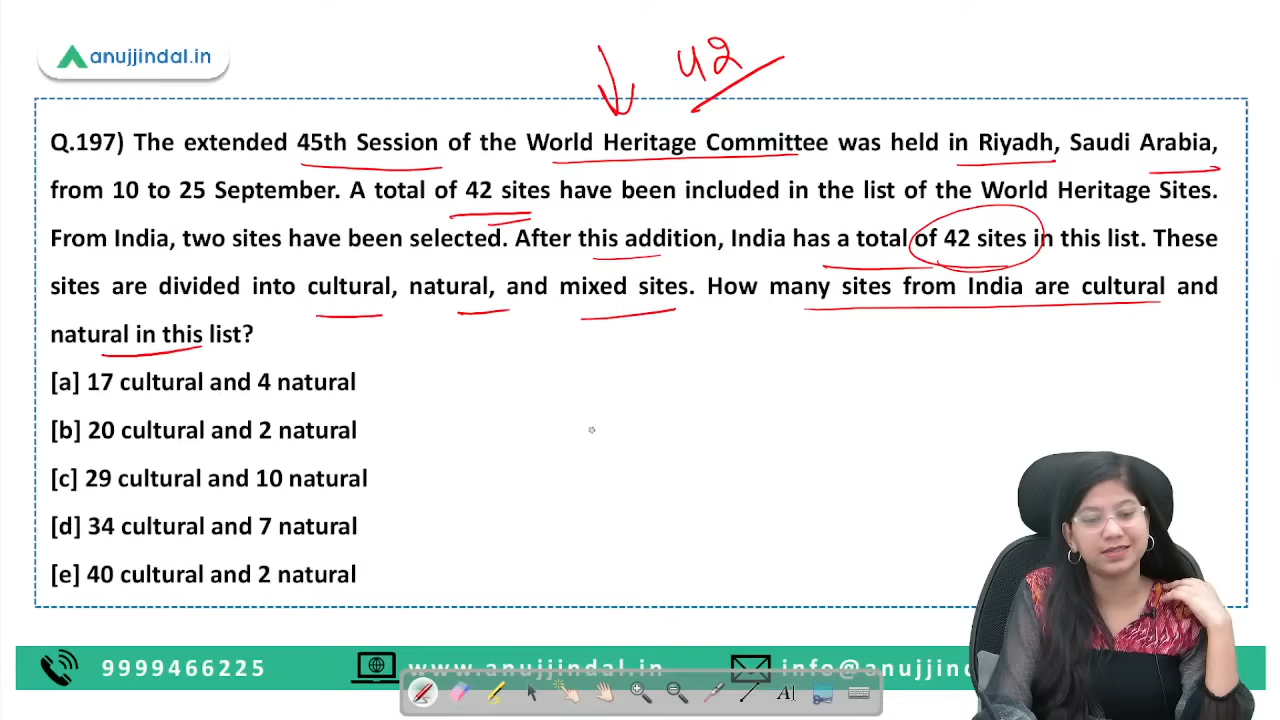 anujjindal.in
42
Q.197) The extended 45th Session of the World Heritage Committee was held in Riyadh, Saudi Arabia,
from 10 to 25 September. A total of 42 sites have been included in the list of the World Heritage Sites.
From India, two sites have been selected. After this addition, India has a total of 42 sites in this list. These
sites are divided into cultural, natural, and mixed sites. How many sites from India are cultural and
natural in this list?
[a] 17 cultural and 4 natural
[b] 20 cultural and 2 natural
[c] 29 cultural and 10 natural
[d] 34 cultural and 7 natural
[e] 40 cultural and 2 natural
9999466225
www.anujjindal.in
info@anujjin
A